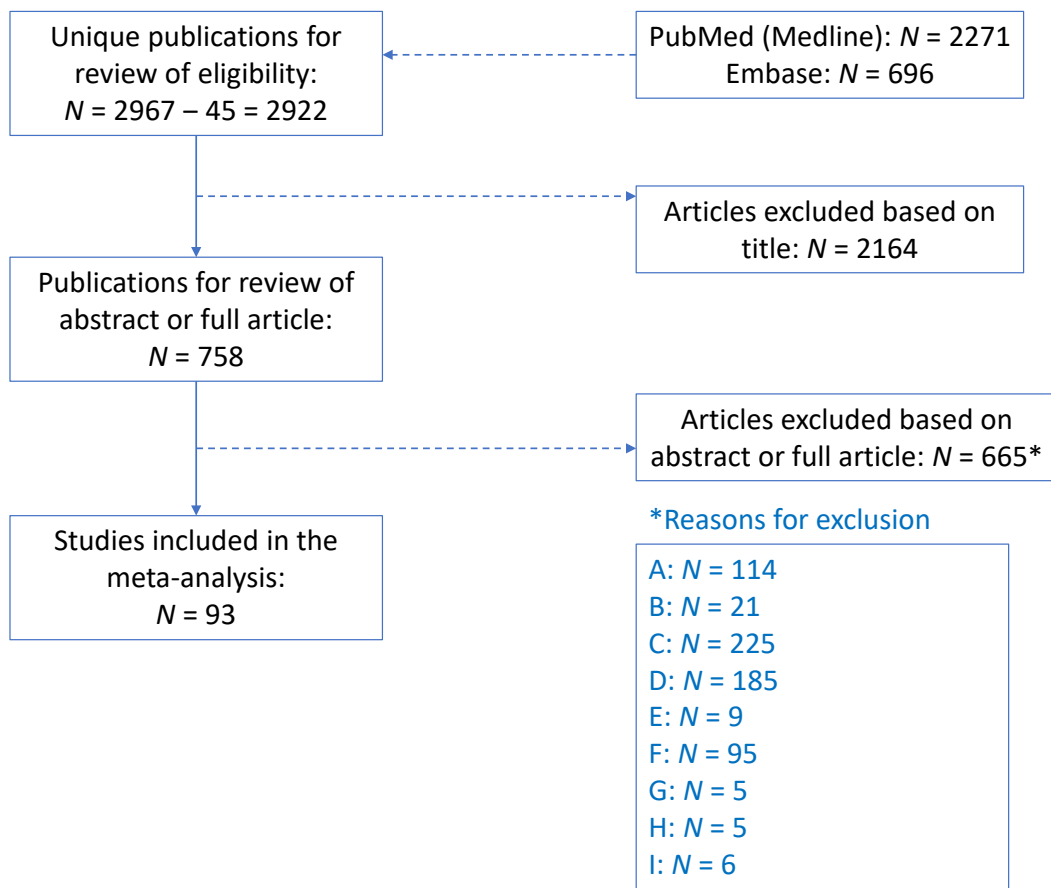 Unique publications for
review of eligibility:
N = 2967 – 45 = 2922
PubMed (Medline): N = 2271
Embase: N = 696
Articles excluded based on
title: N = 2164
Publications for review of
abstract or full article:
N = 758
Articles excluded based on
abstract or full article: N = 665*
Studies included in the
meta-analysis:
N = 93
*Reasons for exclusion
A: N = 114
B: N = 21
C: N = 225
D: N = 185
E: N = 9
F: N = 95
G: N = 5
H: N = 5
I: N = 6